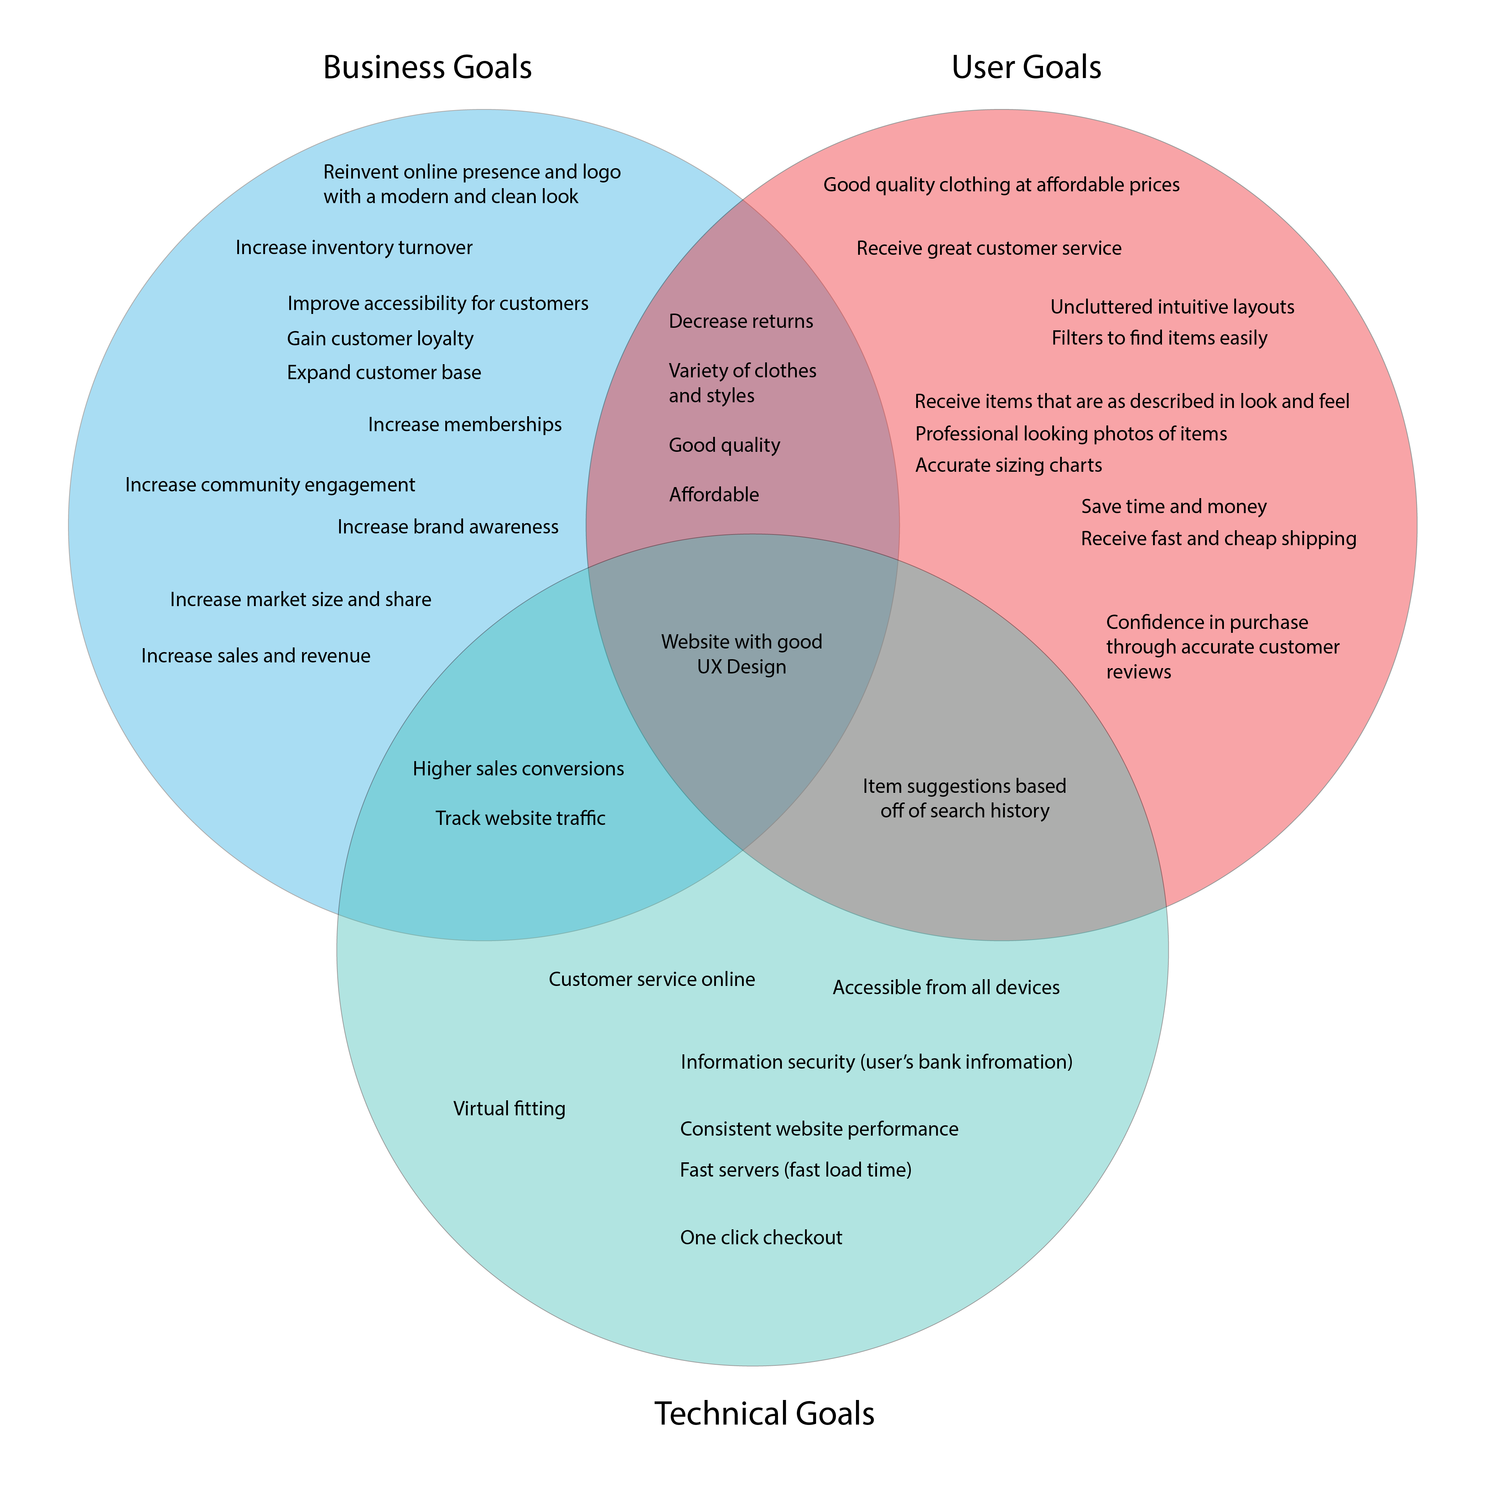 Business Goals
User Goals
Reinvent online presence and logo
with a modern and clean look
Increase inventory turnover
Improve accessibility for customers
Gain customer loyalty
Expand customer base
Increase memberships
Increase community engagement
Increase brand awareness
Increase market size and share
Increase sales and revenue
Decrease returns
Variety of clothes
and styles
Good quality
Affordable
Good quality clothing at affordable prices
Receive great customer service
Uncluttered intuitive layouts
Filters to find items easily
Receive items that are as described in look and feel
Professional looking photos of items
Accurate sizing charts
Save time and money
Receive fast and cheap shipping
Confidence in purchase
through accurate customer
reviews
Website with good
UX Design
Higher sales conversions
Track website traffic
Item suggestions based
off of search history
Customer service online
Accessible from all devices
Information security (user’s bank infromation)
Virtual fitting
Consistent website performance
Fast servers (fast load time)
One click checkout
Technical Goals